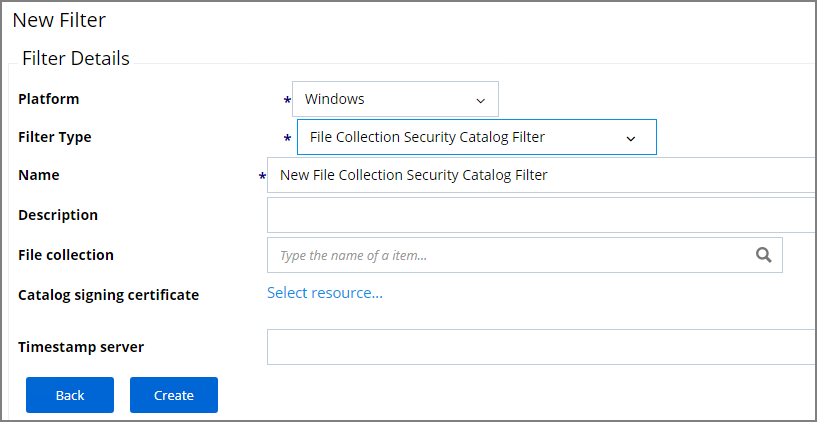 New Filter
Filter Details
Platform * Windows
Filter Type * File Collection Security Catalog Filter
Name * New File Collection Security Catalog Filter
Description
File collection Type the name of a item...
Catalog signing certificate Select resource...
Timestamp server
Back Create